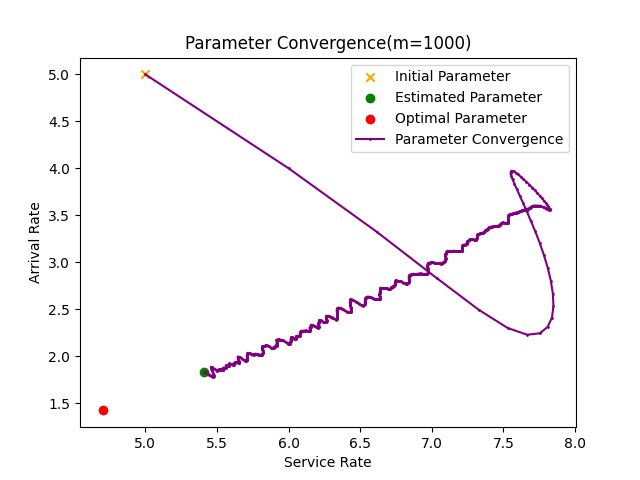 Parameter Convergence(m=1000)
Initial Parameter
Estimated Parameter
Optimal Parameter
Parameter Convergence
Arrival Rate
5.0
4.5
4.0
3.5
3.0
2.5
2.0
1.5
5.0 5.5 6.0 6.5 7.0 7.5 8.0
Service Rate